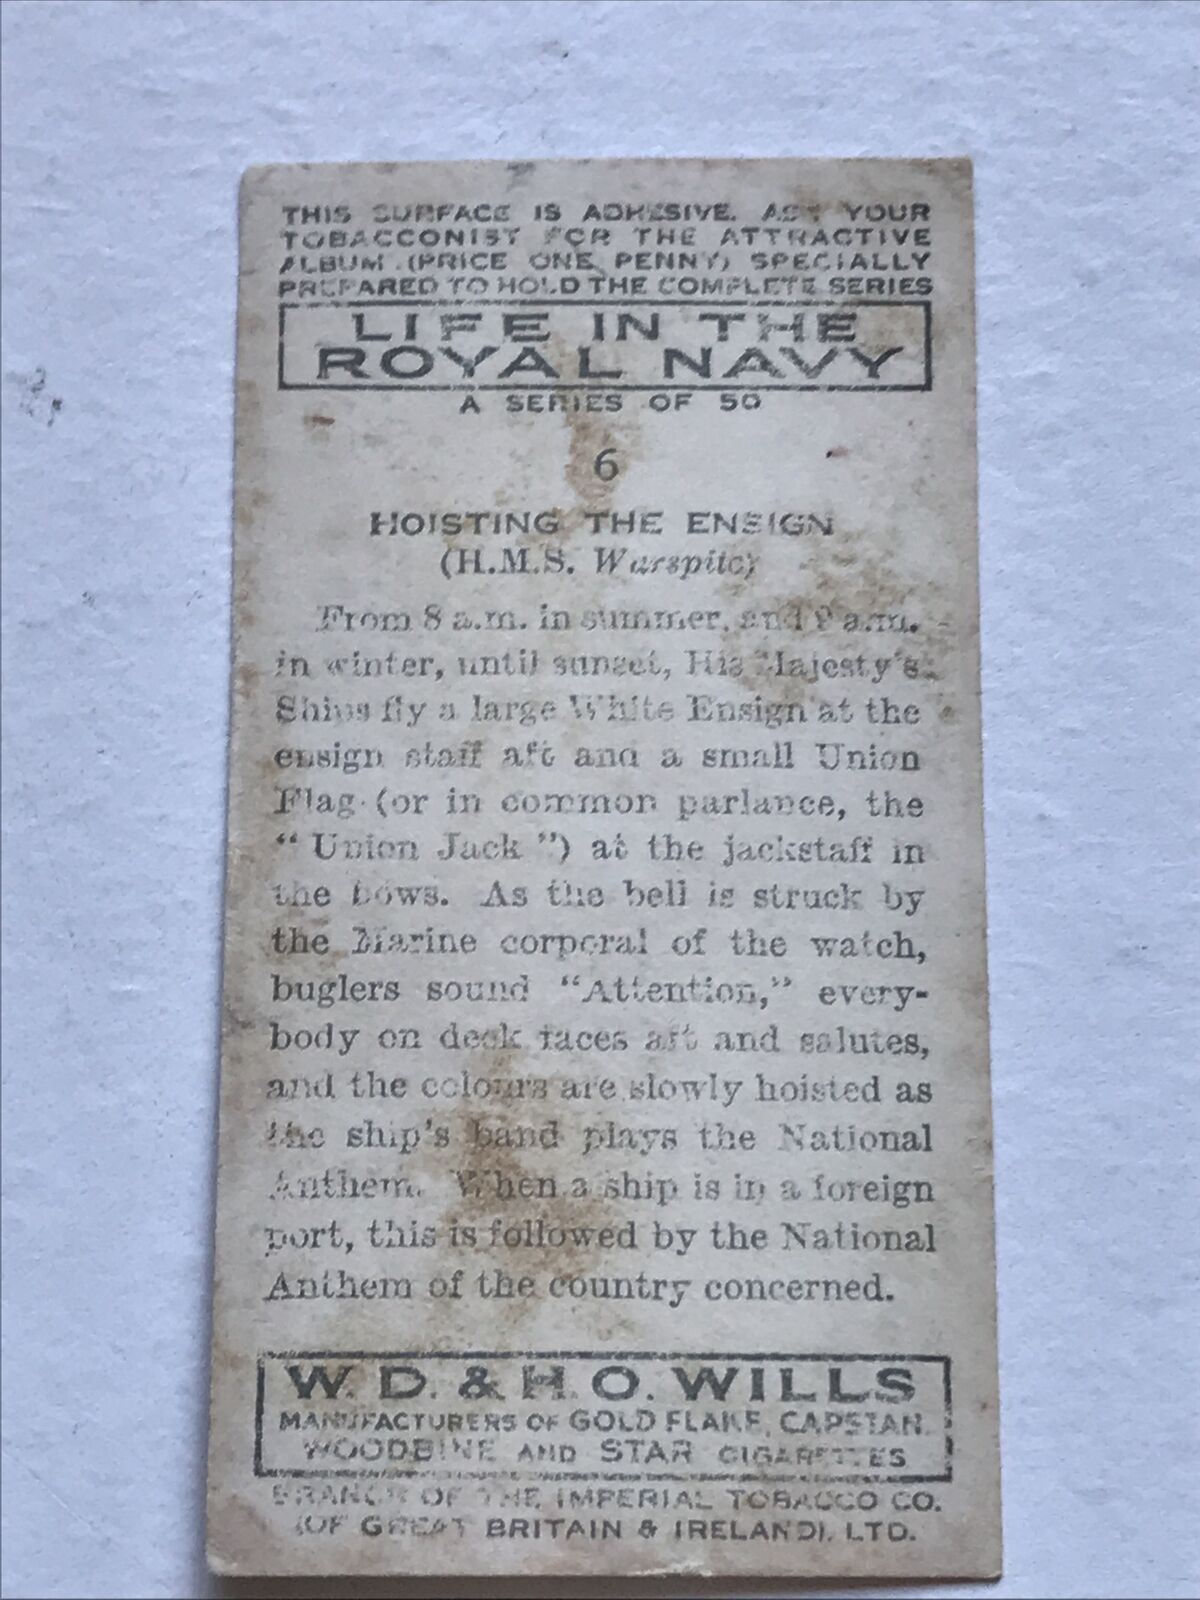 THIS SURFACE IS ADHESIVE. ASK YOUR
TOBACCONIST FOR THE ATTRACTIVE
ALBUM (PRICE ONE PENNY) SPECIALLY
PREPARED TO HOLD THE COMPLETE SERIES
LIFE IN THE
ROYAL NAVY
A SERIES OF 50
6
HOISTING THE ENSIGN
(H.M.S. Warspite)
From 8 a.m. in summer, and 9 a.m.
in winter, until sunset, His Majesty's
Ships fly a large White Ensign at the
ensign staff aft and a small Union
Flag (or in common parlance, the
"Union Jack") at the jackstaff in
the bows. As the bell is struck by
the Marine corporal of the watch,
buglers sound "Attention," every-
body on deck faces aft and salutes,
and the colours are slowly hoisted as
the ship's band plays the National
Anthem. When a ship is in a foreign
port, this is followed by the National
Anthem of the country concerned.
W. D. & H. O. WILLS
MANUFACTURERS OF GOLD FLAKE, CAPSTAN,
WOODBINE AND STAR CIGARETTES
BRANCH OF THE IMPERIAL TOBACCO CO.
(OF GREAT BRITAIN & IRELAND), LTD.